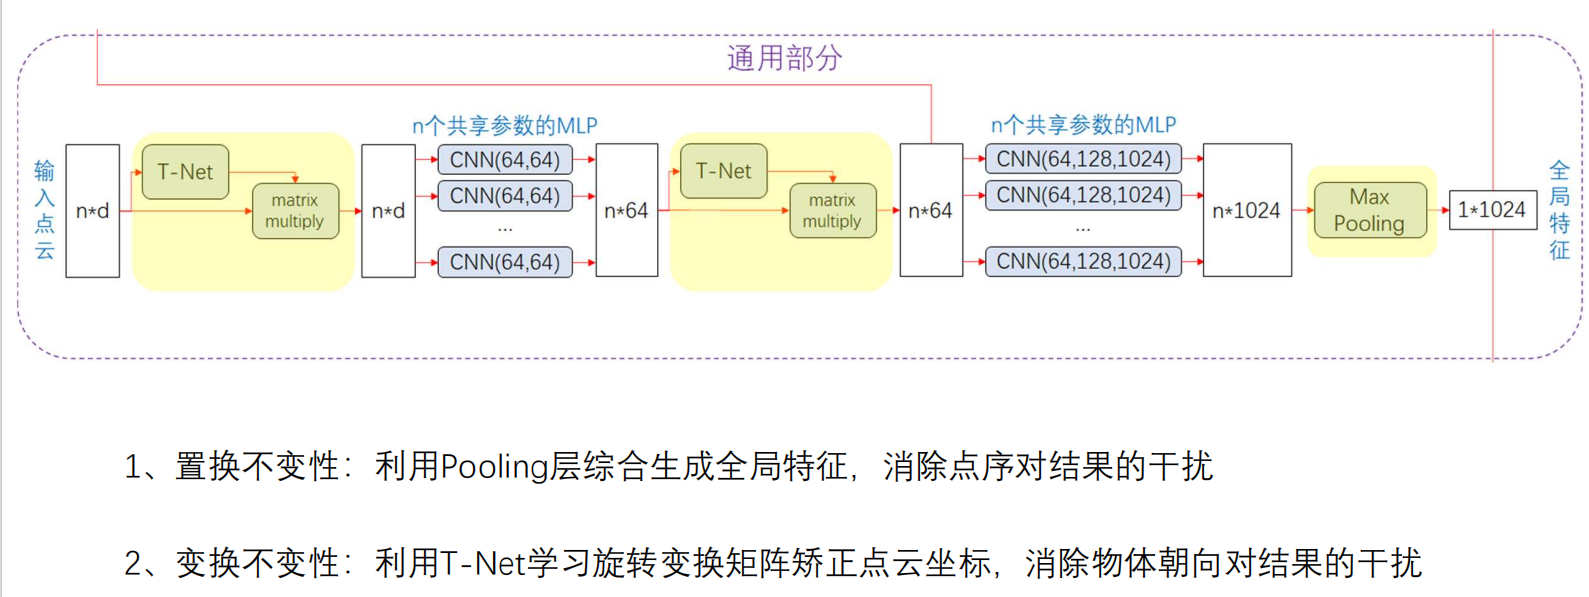 通用部分
输入点云
n*d
T-Net
matrix
multiply
n*d
n个共享参数的MLP
CNN(64,64)
CNN(64,64)
...
CNN(64,64)
n*64
T-Net
matrix
multiply
n*64
n个共享参数的MLP
CNN(64,128,1024)
CNN(64,128,1024)
...
CNN(64,128,1024)
n*1024
Max
Pooling
1*1024
全局特征
1、置换不变性：利用Pooling层综合生成全局特征，消除点序对结果的干扰
2、变换不变性：利用T-Net学习旋转变换矩阵矫正点云坐标，消除物体朝向对结果的干扰